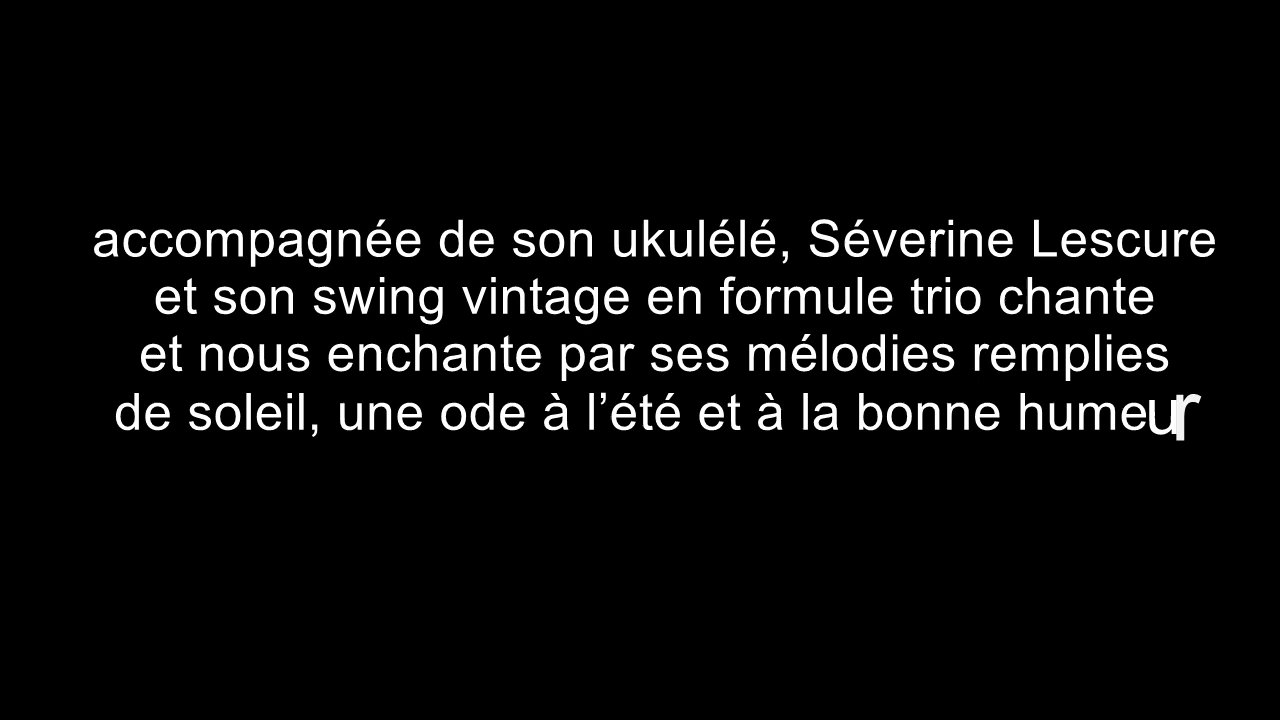 accompagnée de son ukulélé, Séverine Lescure
et son swing vintage en formule trio chante
et nous enchante par ses mélodies remplies
de soleil, une ode à l’été et à la bonne humeur